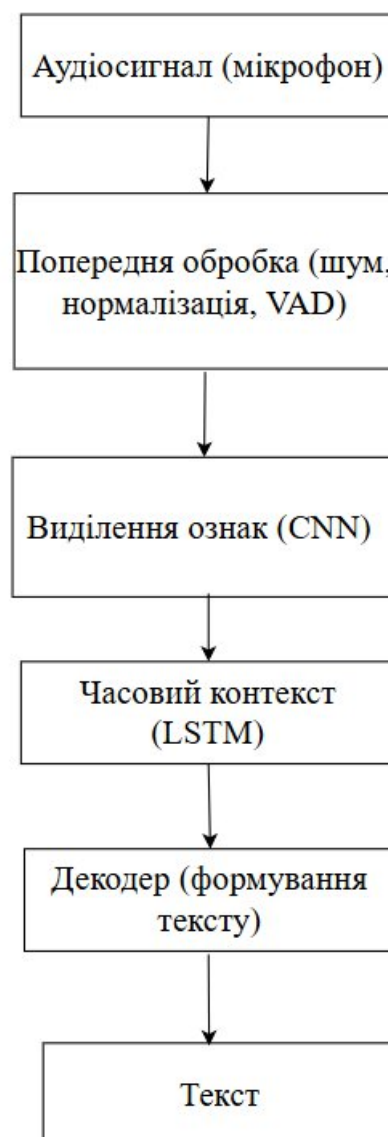 Аудіосигнал (мікрофон)
Попередня обробка (шум,
нормалізація, VAD)
Виділення ознак (CNN)
Часовий контекст
(LSTM)
Декодер (формування
тексту)
Текст